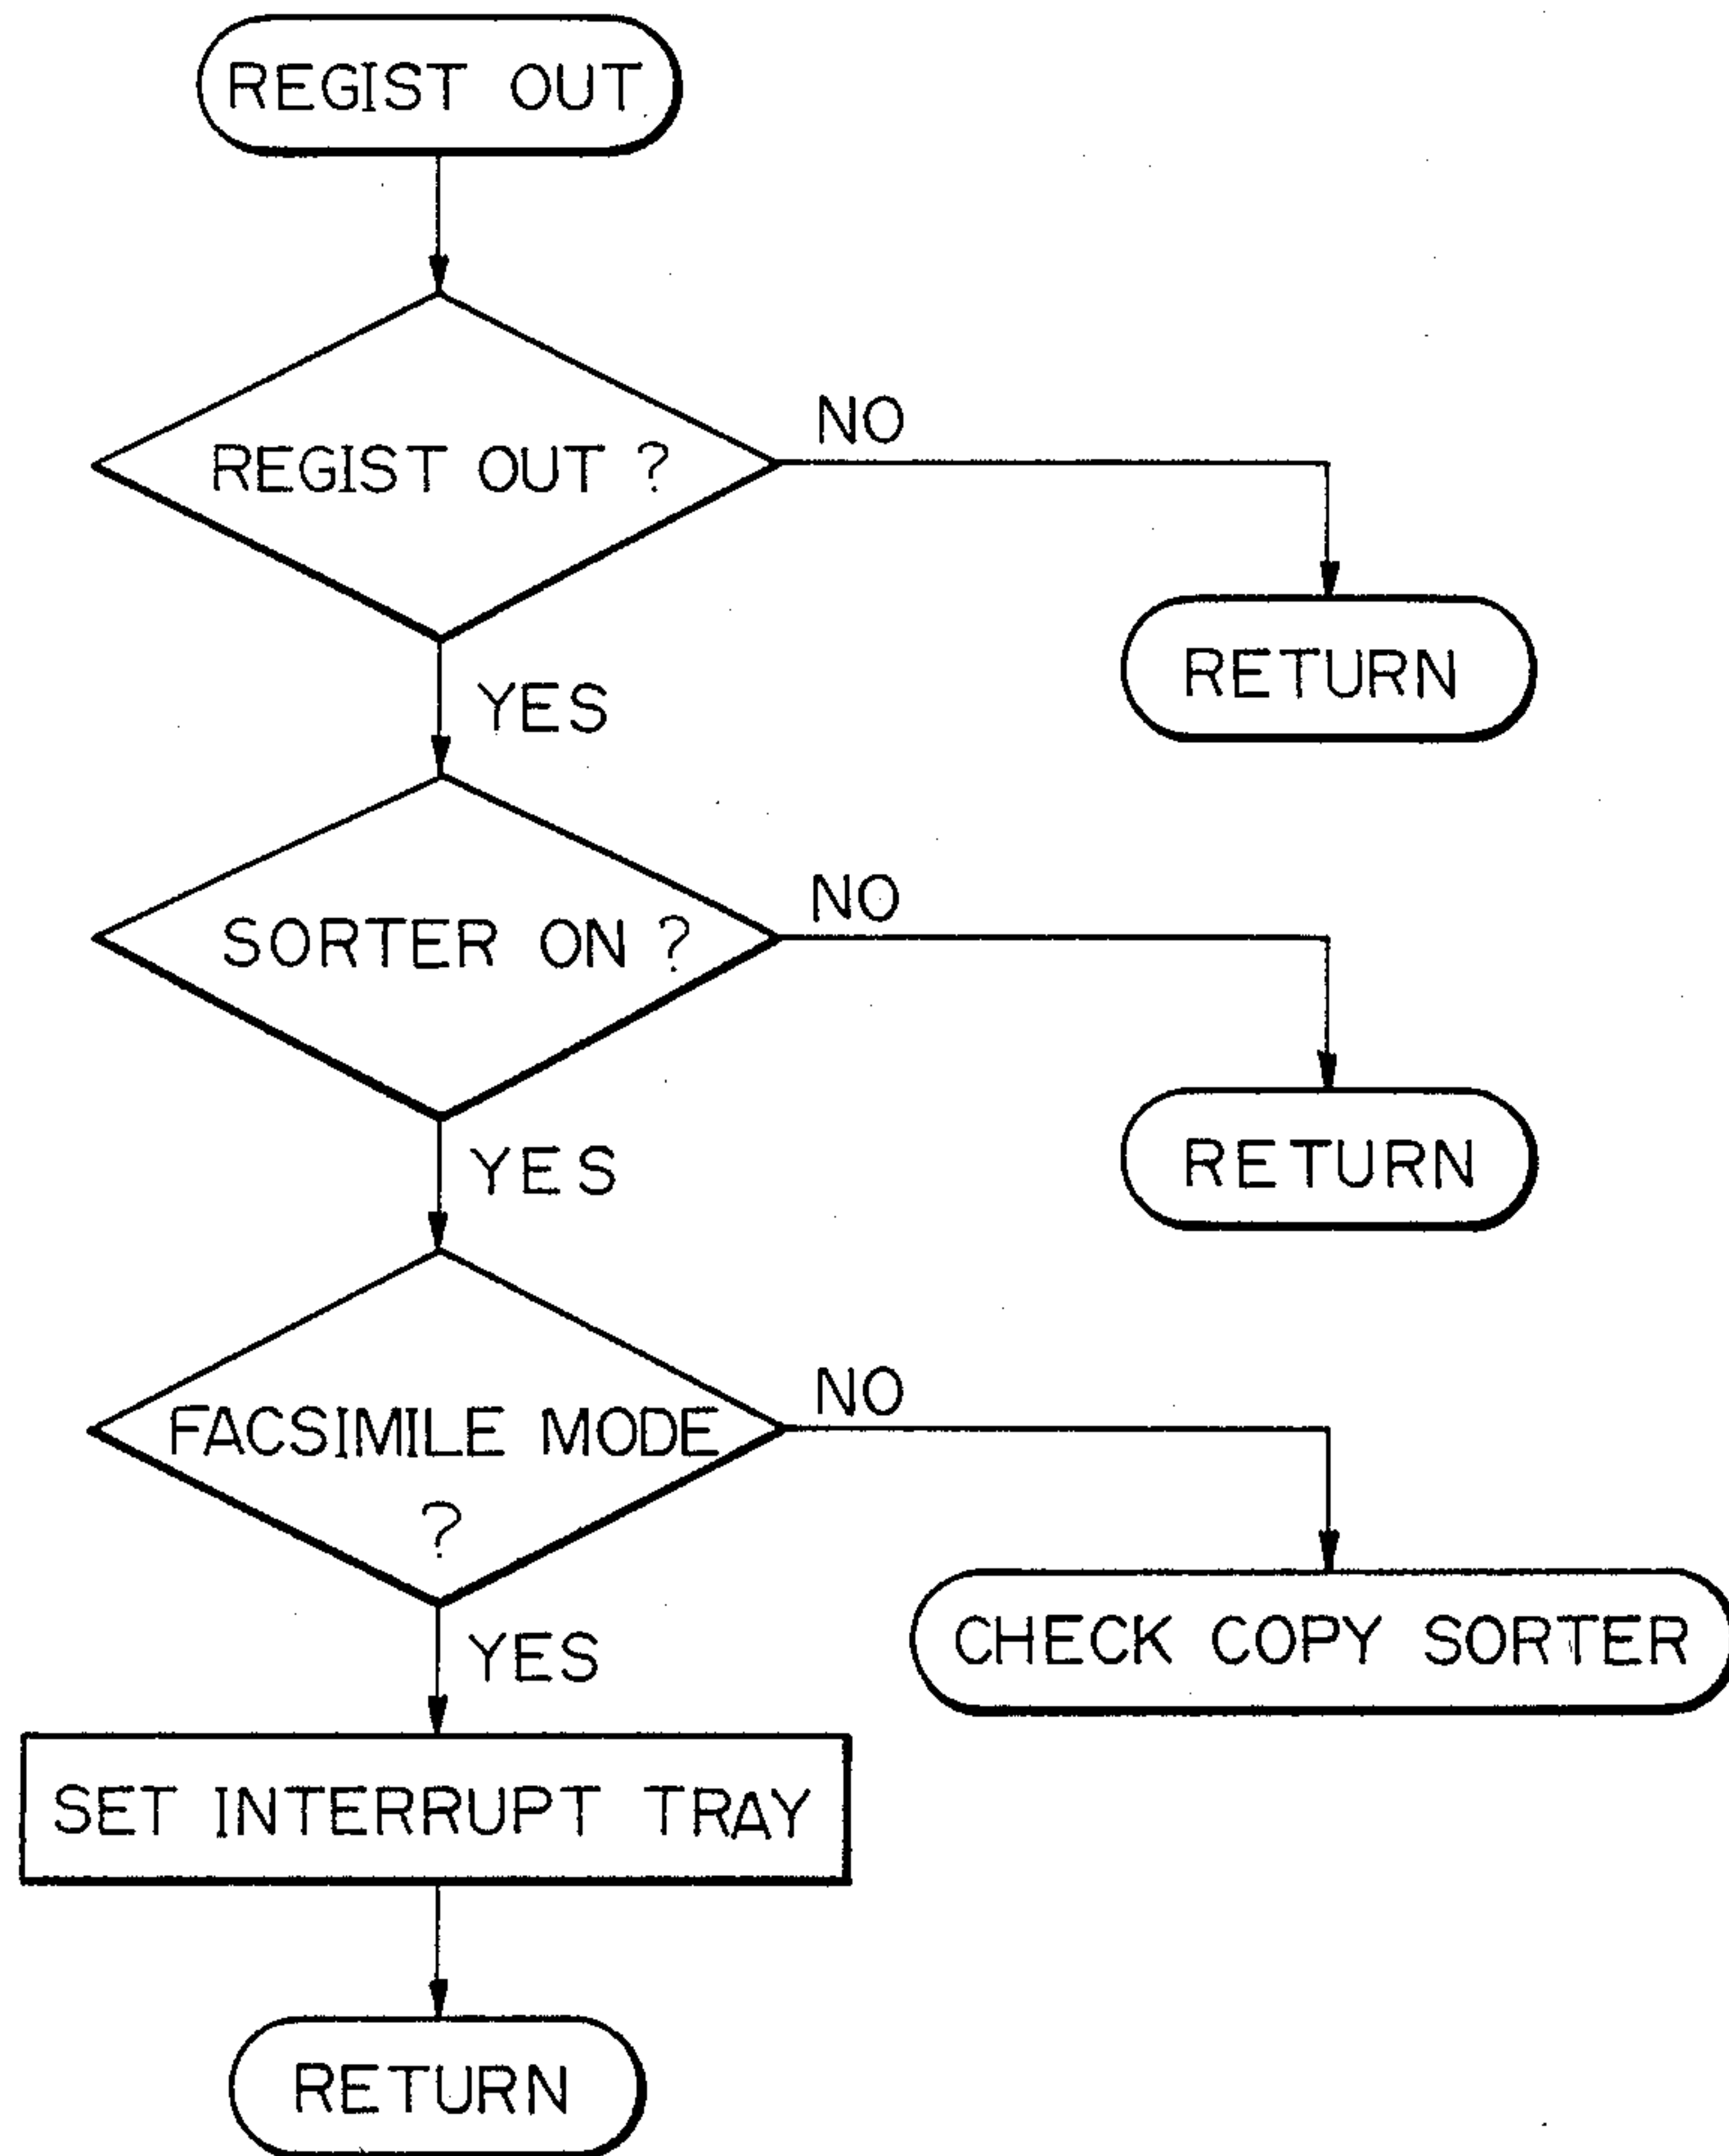 REGIST OUT
REGIST OUT ?
NO
RETURN
YES
SORTER ON ?
NO
RETURN
YES
FACSIMILE MODE
?
NO
CHECK COPY SORTER
YES
SET INTERRUPT TRAY
RETURN